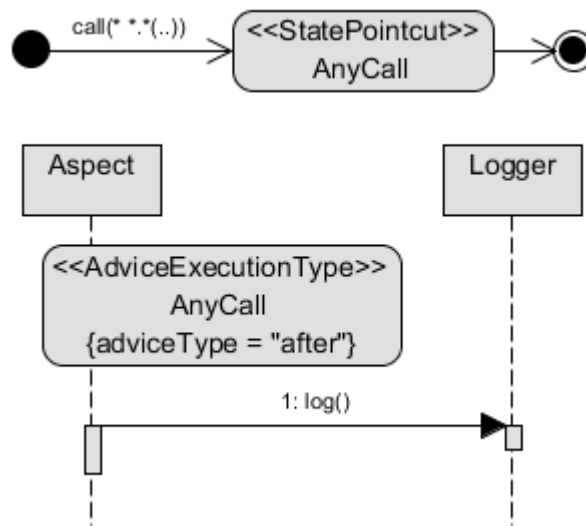 call(* *.*(..))
<<StatePointcut>>
AnyCall
Aspect
Logger
<<AdviceExecutionType>>
AnyCall
{adviceType = "after"}
1: log()